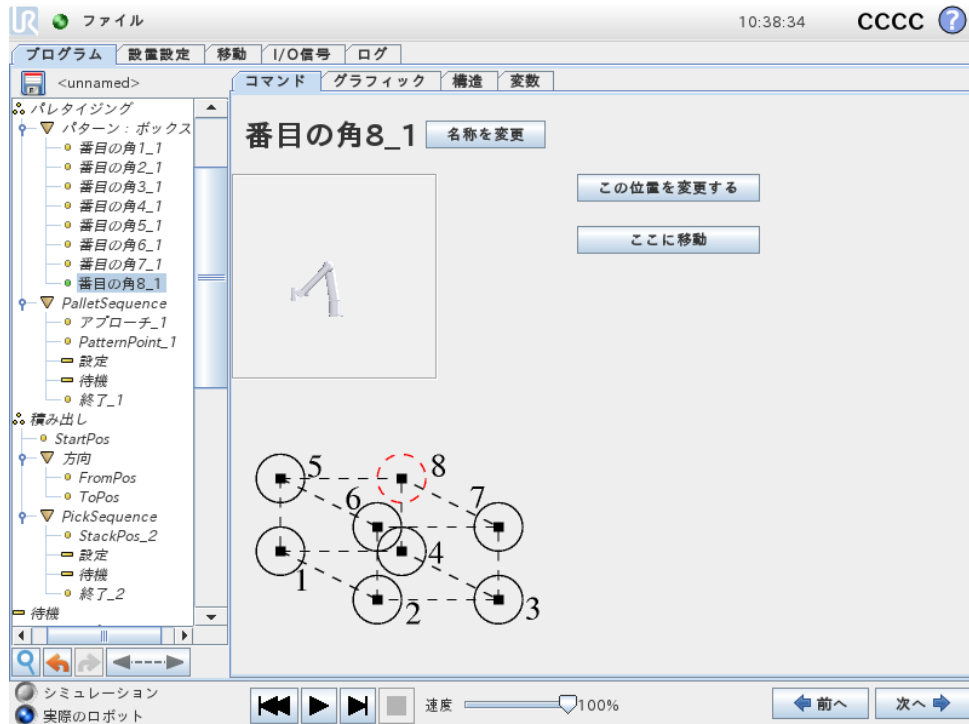 UR ファイル 10:38:34 CCCC ?
プログラム 設置設定 移動 I/O信号 ログ
<unnamed>
コマンド グラフィック 構造 変数
パレタイジング
パターン : ボックス
番目の角1_1
番目の角2_1
番目の角3_1
番目の角4_1
番目の角5_1
番目の角6_1
番目の角7_1
番目の角8_1
PalletSequence
アプローチ_1
PatternPoint_1
設定
待機
終了_1
積み出し
StartPos
方向
FromPos
ToPos
PickSequence
StackPos_2
設定
待機
終了_2
待機
番目の角8_1 名称を変更
この位置を変更する
ここに移動
5 8
6 7
1 4
2 3
シミュレーション
実際のロボット
速度 100%
前へ 次へ